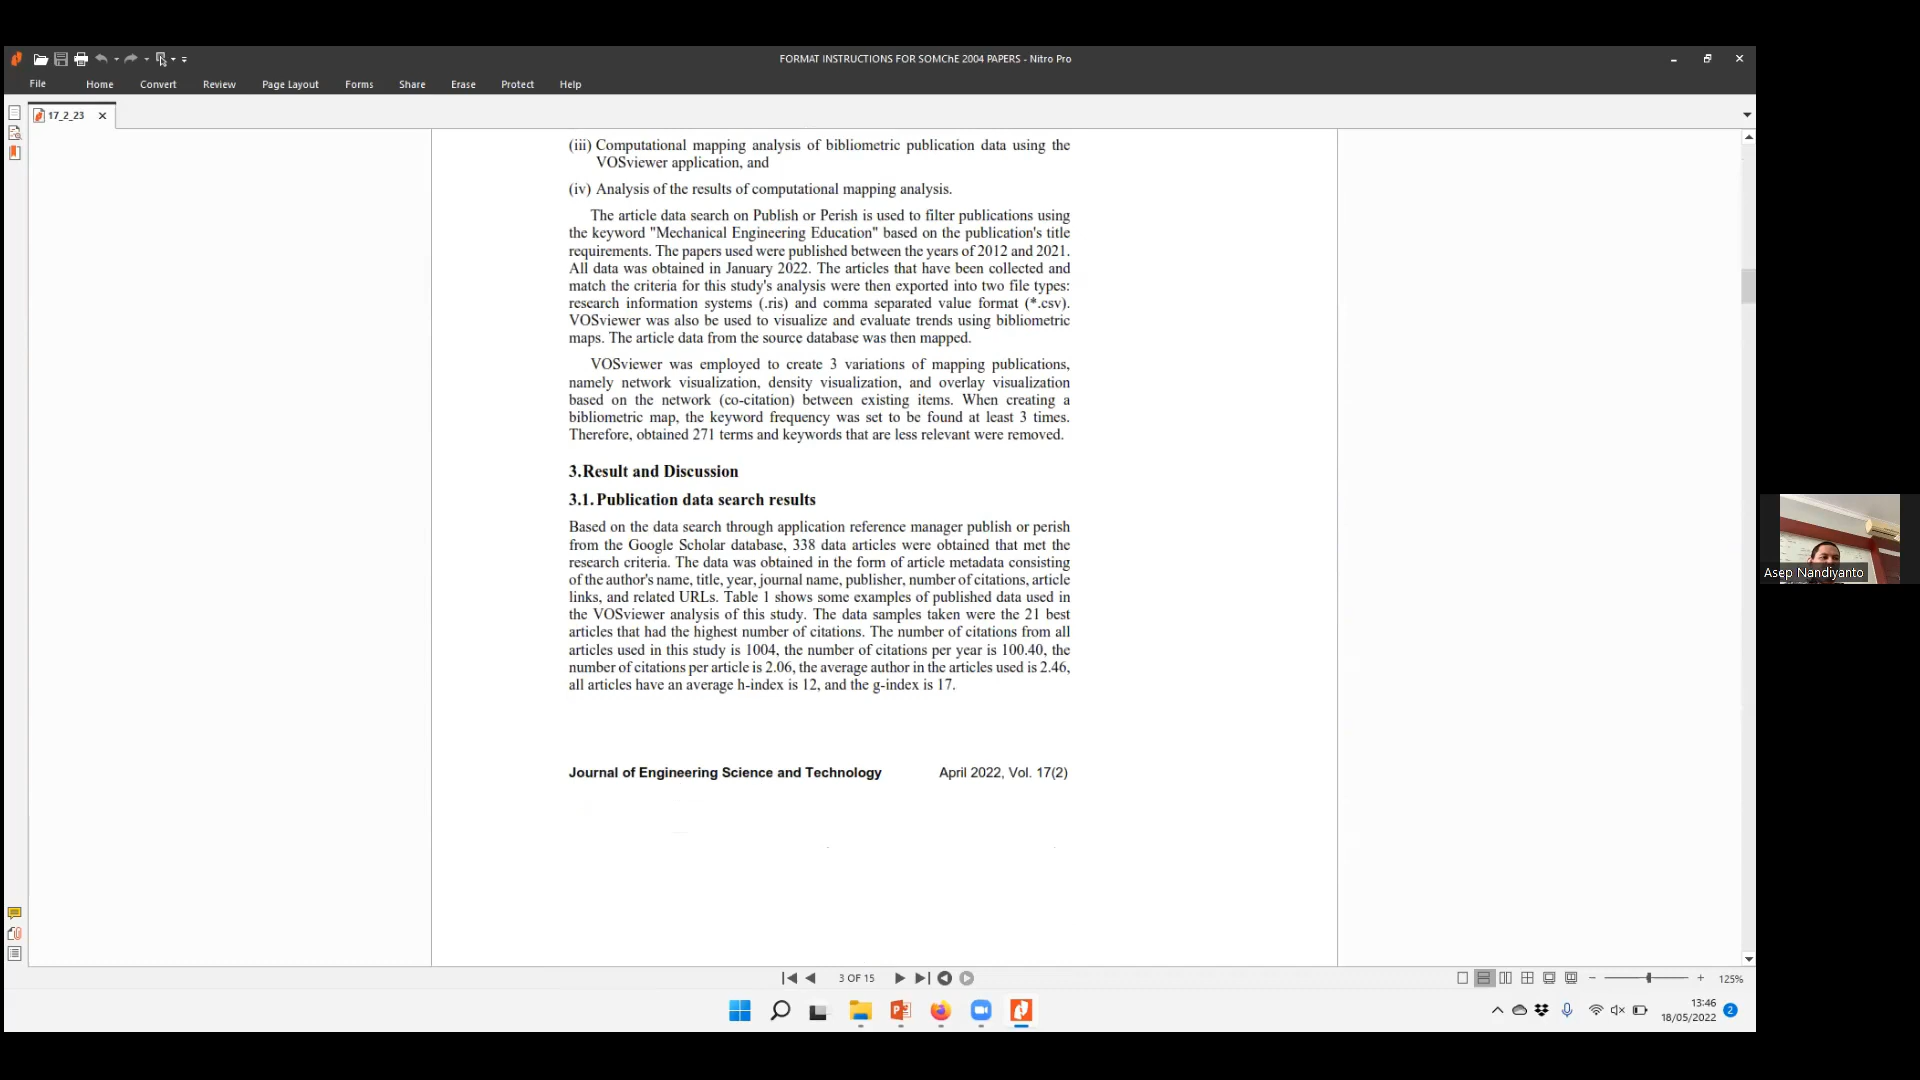 FORMAT INSTRUCTIONS FOR SOMChE 2004 PAPERS - Nitro Pro
File Home Convert Review Page Layout Forms Share Erase Protect Help
17_2_23
(iii) Computational mapping analysis of bibliometric publication data using the
VOSviewer application, and
(iv) Analysis of the results of computational mapping analysis.
The article data search on Publish or Perish is used to filter publications using
the keyword "Mechanical Engineering Education" based on the publication's title
requirements. The papers used were published between the years of 2012 and 2021.
All data was obtained in January 2022. The articles that have been collected and
match the criteria for this study's analysis were then exported into two file types:
research information systems (.ris) and comma separated value format (*.csv).
VOSviewer was also be used to visualize and evaluate trends using bibliometric
maps. The article data from the source database was then mapped.
VOSviewer was employed to create 3 variations of mapping publications,
namely network visualization, density visualization, and overlay visualization
based on the network (co-citation) between existing items. When creating a
bibliometric map, the keyword frequency was set to be found at least 3 times.
Therefore, obtained 271 terms and keywords that are less relevant were removed.
3.Result and Discussion
3.1. Publication data search results
Based on the data search through application reference manager publish or perish
from the Google Scholar database, 338 data articles were obtained that met the
research criteria. The data was obtained in the form of article metadata consisting
of the author's name, title, year, journal name, publisher, number of citations, article
links, and related URLs. Table 1 shows some examples of published data used in
the VOSviewer analysis of this study. The data samples taken were the 21 best
articles that had the highest number of citations. The number of citations from all
articles used in this study is 1004, the number of citations per year is 100.40, the
number of citations per article is 2.06, the average author in the articles used is 2.46,
all articles have an average h-index is 12, and the g-index is 17.
Journal of Engineering Science and Technology April 2022, Vol. 17(2)
Asep Nandiyanto
3 OF 15
125%
13:46
18/05/2022
2